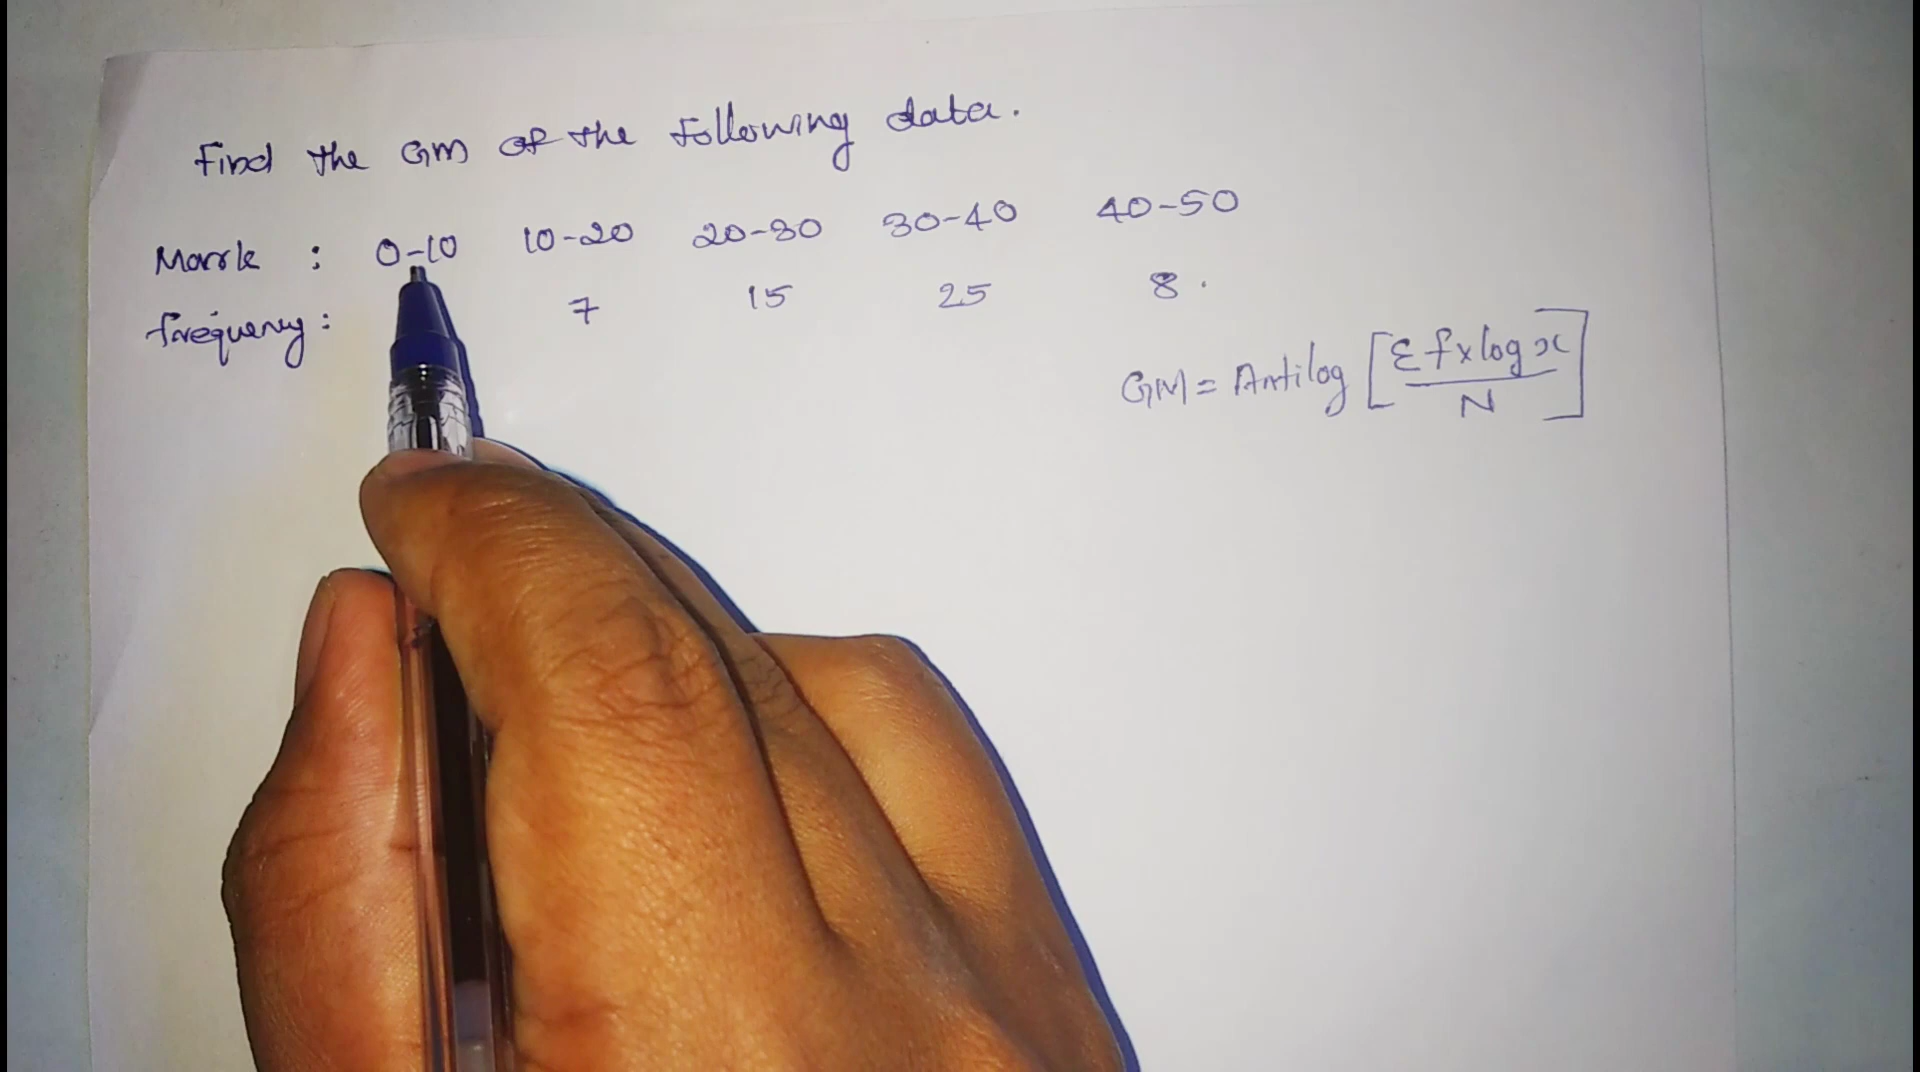 Find the GM of the following data.
Mark : 0-10 10-20 20-30 30-40 40-50
frequency: 7 15 25 8.
GM = Antilog [Σf×log x / N]